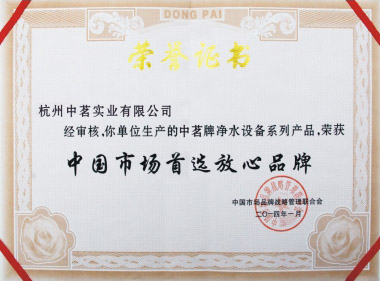 DONG PAI
荣誉证书
杭州中茗实业有限公司
经审核,你单位生产的中茗牌净水设备系列产品,荣获
中国市场首选放心品牌
中国市场品牌战略管理联合会
二〇一四年一月